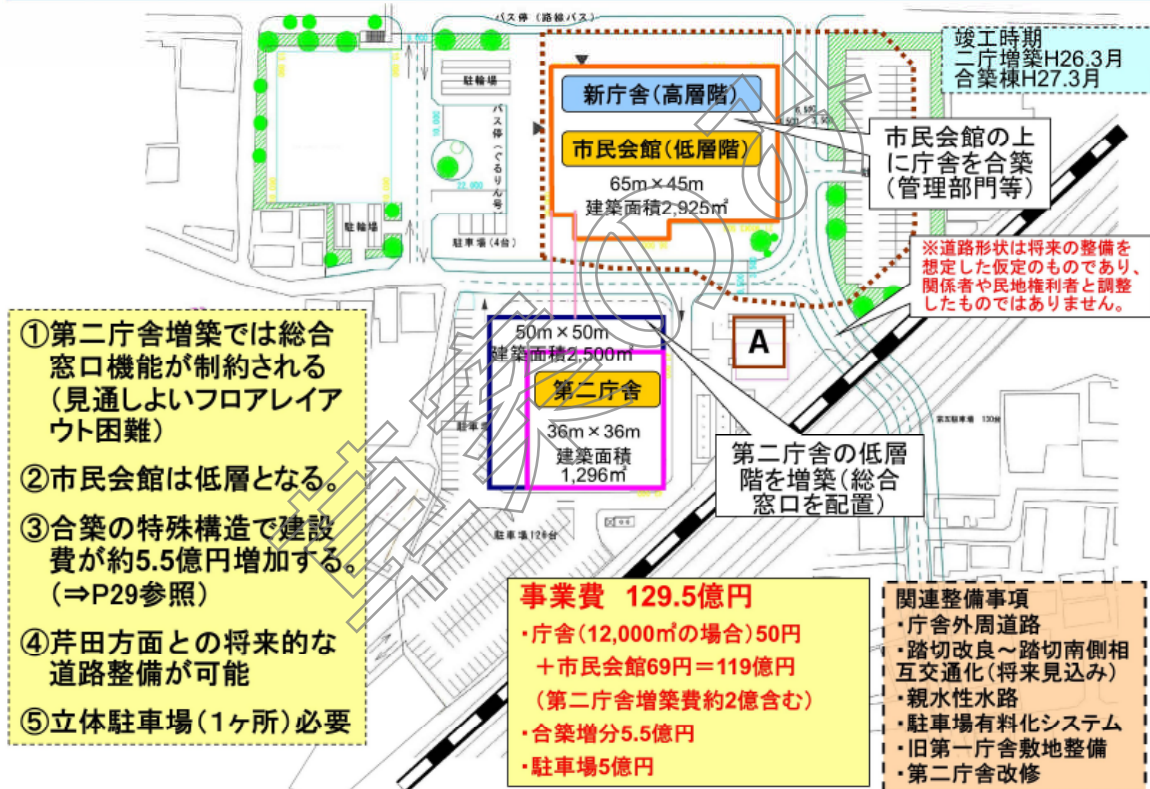 バス停（路線バス）
竣工時期
二庁増築H26.3月
合築棟H27.3月
駐輪場
バス停（ぐるりん号）
新庁舎（高層階）
市民会館（低層階）
65m×45m
建築面積2,925㎡
市民会館の上
に庁舎を合築
（管理部門等）
10,000
22,000
6,500
駐輪場
駐車場（4台）
※道路形状は将来の整備を
想定した仮定のものであり、
関係者や民地権利者と調整
したものではありません。
①第二庁舎増築では総合
窓口機能が制約される
（見通しよいフロアレイア
ウト困難）
②市民会館は低層となる。
③合築の特殊構造で建設
費が約5.5億円増加する。
（⇒P29参照）
④芹田方面との将来的な
道路整備が可能
⑤立体駐車場（1ヶ所）必要
50m×50m
建築面積2,500㎡
第二庁舎
36m×36m
建築面積
1,296㎡
A
第二庁舎の低層
階を増築（総合
窓口を配置）
駐車場126台
事業費 129.5億円
・庁舎（12,000㎡の場合）50円
＋市民会館69円＝119億円
（第二庁舎増築費約2億含む）
・合築増分5.5億円
・駐車場5億円
関連整備事項
・庁舎外周道路
・踏切改良～踏切南側相
互交通化（将来見込み）
・親水性水路
・駐車場有料化システム
・旧第一庁舎敷地整備
・第二庁舎改修